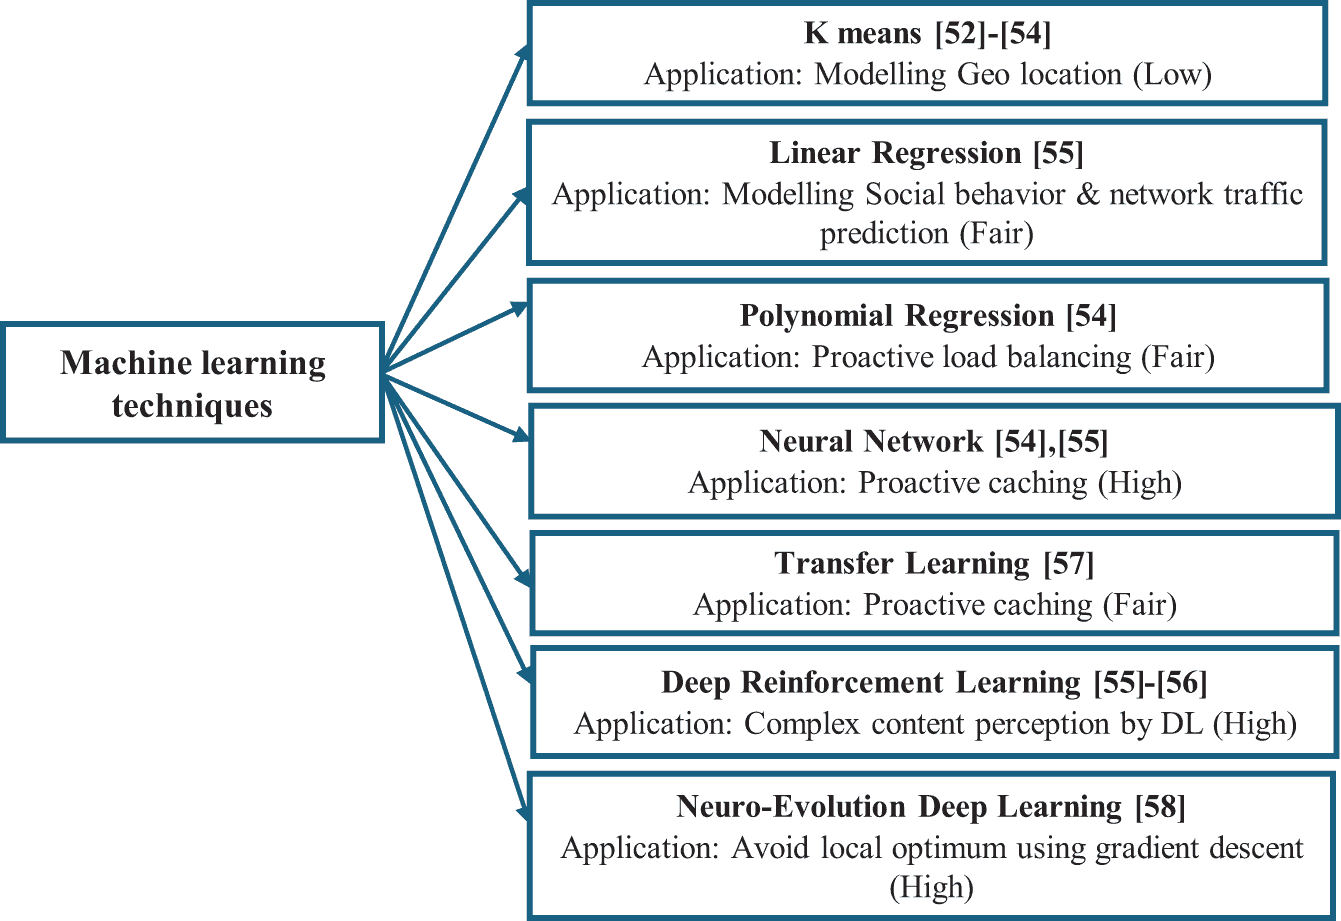 Machine learning
techniques
K means [52]-[54]
Application: Modelling Geo location (Low)
Linear Regression [55]
Application: Modelling Social behavior & network traffic
prediction (Fair)
Polynomial Regression [54]
Application: Proactive load balancing (Fair)
Neural Network [54],[55]
Application: Proactive caching (High)
Transfer Learning [57]
Application: Proactive caching (Fair)
Deep Reinforcement Learning [55]-[56]
Application: Complex content perception by DL (High)
Neuro-Evolution Deep Learning [58]
Application: Avoid local optimum using gradient descent
(High)